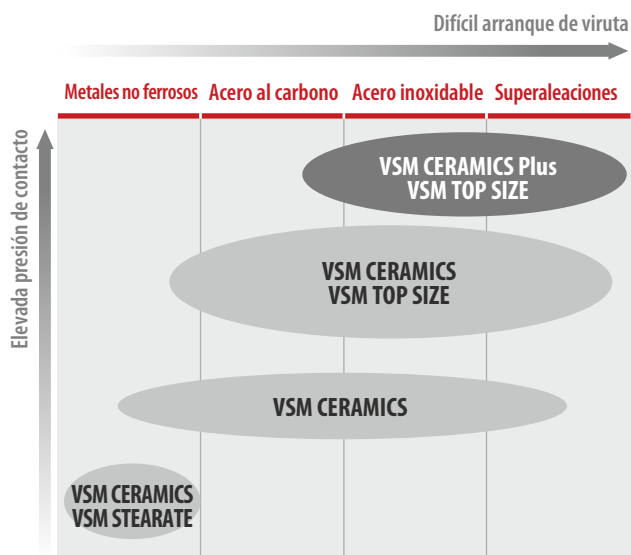 Difícil arranque de viruta
Metales no ferrosos
Acero al carbono
Acero inoxidable
Superaleaciones
Elevada presión de contacto
VSM CERAMICS Plus
VSM TOP SIZE
VSM CERAMICS
VSM TOP SIZE
VSM CERAMICS
VSM CERAMICS
VSM STEARATE